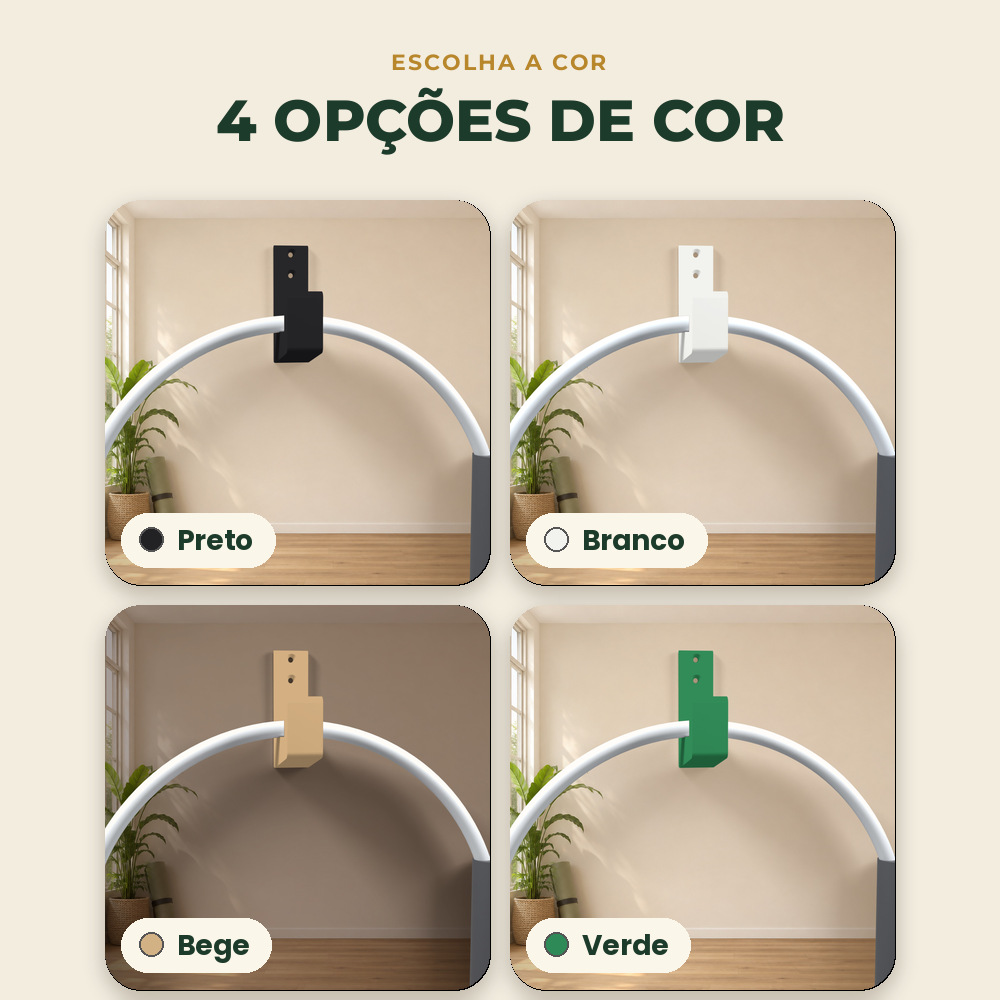 ESCOLHA A COR
4 OPÇÕES DE COR
Preto
Branco
Bege
Verde